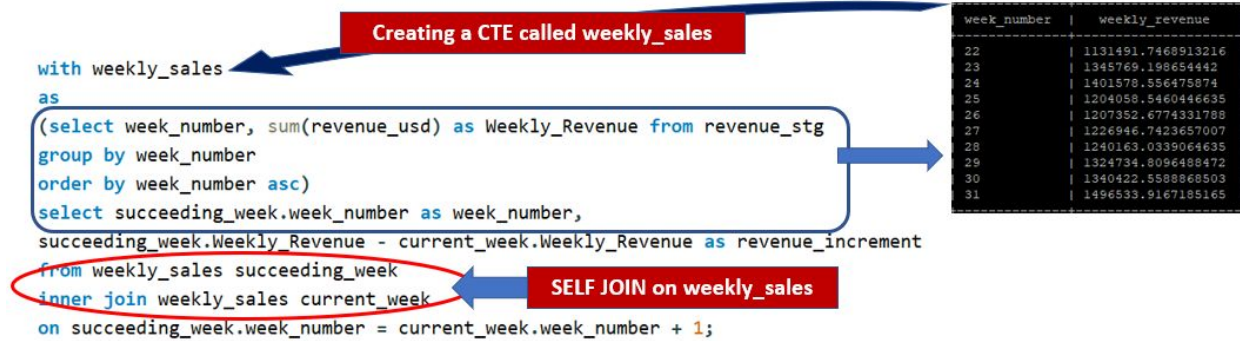 Creating a CTE called weekly_sales
with weekly_sales
as
(select week_number, sum(revenue_usd) as Weekly_Revenue from revenue_stg
group by week_number
order by week_number asc)
select succeeding_week.week_number as week_number,
succeeding_week.Weekly_Revenue - current_week.Weekly_Revenue as revenue_increment
from weekly_sales succeeding_week
inner join weekly_sales current_week
on succeeding_week.week_number = current_week.week_number + 1;
SELF JOIN on weekly_sales
week_number | weekly_revenue
22 | 1131491.7468913216
23 | 1345769.198654442
24 | 1401578.556475874
25 | 1204058.5460446635
26 | 1207352.6774331788
27 | 1226946.7423657007
28 | 1240163.0339064635
29 | 1324734.8096488472
30 | 1340422.5588868503
31 | 1496533.9167185165